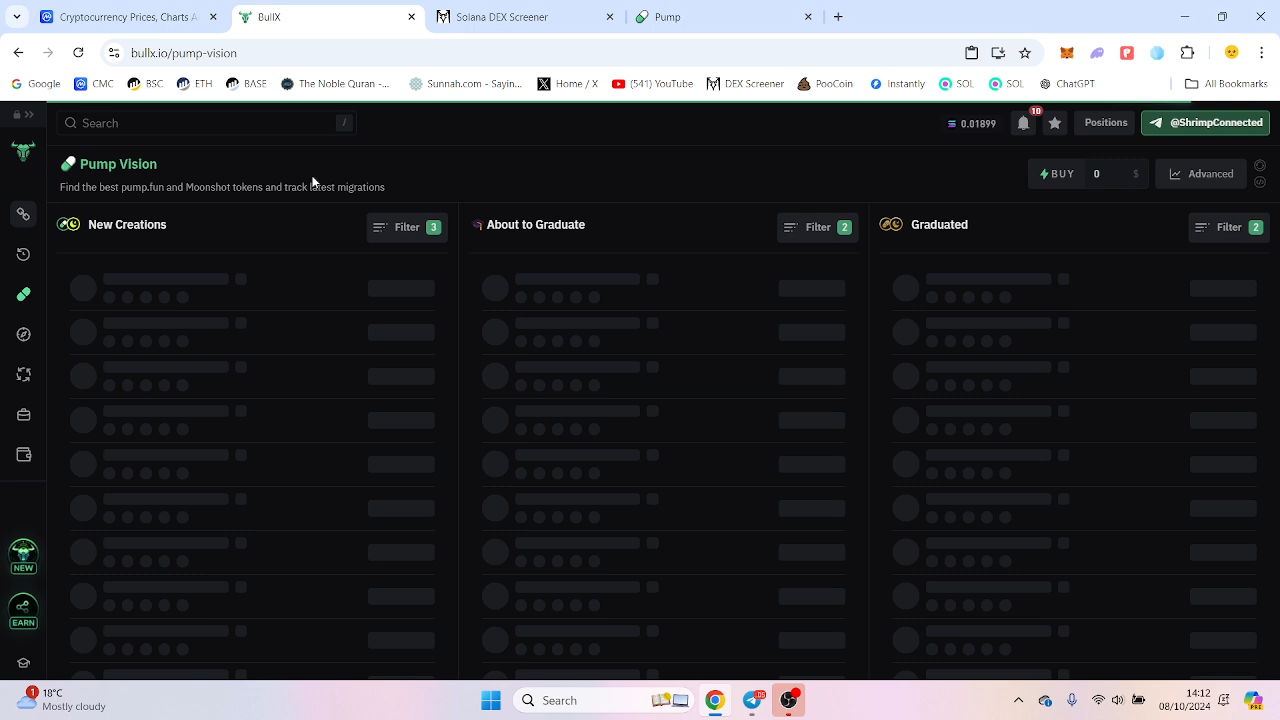 Cryptocurrency Prices, Charts A
BullX
Solana DEX Screener
Pump
bullx.io/pump-vision
Google
CMC
BSC
ETH
BASE
The Noble Quran -...
Sunnah.com - Sayin...
Home / X
(541) YouTube
DEX Screener
PooCoin
Instantly
SOL
SOL
ChatGPT
All Bookmarks
Search
/
0.01899
10
Positions
@ShrimpConnected
Pump Vision
Find the best pump.fun and Moonshot tokens and track latest migrations
BUY
0
$
Advanced
New Creations
Filter
3
About to Graduate
Filter
2
Graduated
Filter
2
NEW
EARN
1
18°C
Mostly cloudy
Search
.05
14:12
08/10/2024
PRE